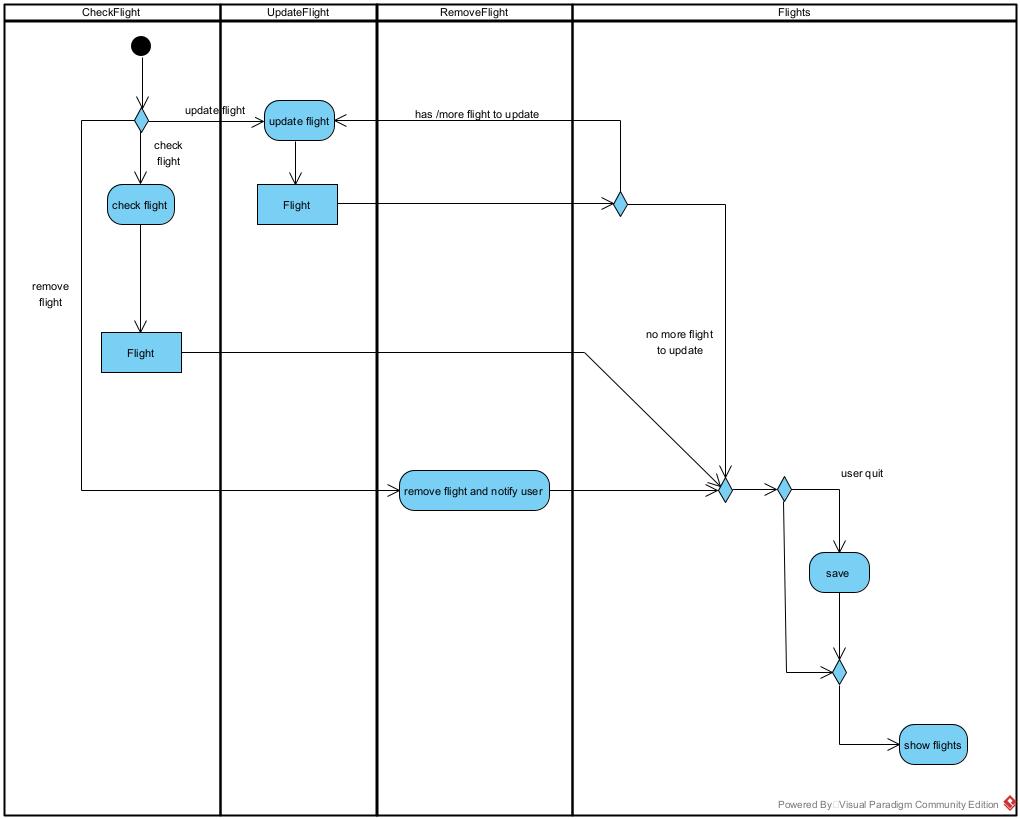 CheckFlight
UpdateFlight
RemoveFlight
Flights
update flight
update flight
has /more flight to update
check
flight
check flight
Flight
remove
flight
no more flight
to update
Flight
user quit
remove flight and notify user
save
show flights
Powered By Visual Paradigm Community Edition